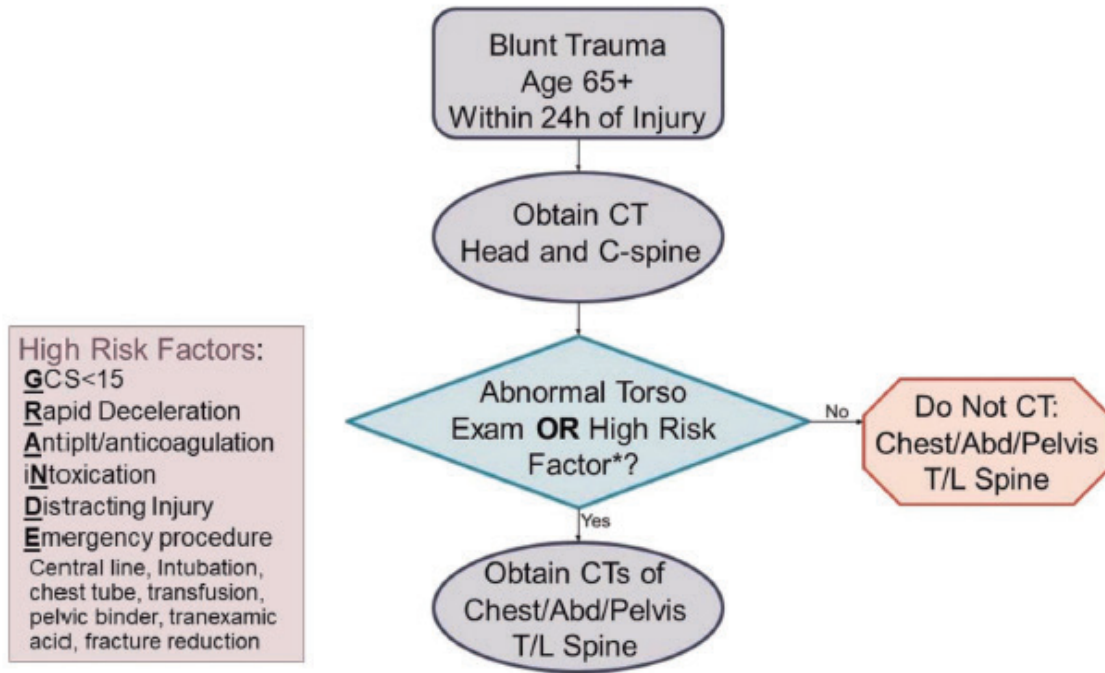 Blunt Trauma
Age 65+
Within 24h of Injury
Obtain CT
Head and C-spine
High Risk Factors:
GCS<15
Rapid Deceleration
Antiplt/anticoagulation
iNtoxication
Distracting Injury
Emergency procedure
Central line, Intubation,
chest tube, transfusion,
pelvic binder, tranexamic
acid, fracture reduction
Abnormal Torso
Exam OR High Risk
Factor*?
No
Do Not CT:
Chest/Abd/Pelvis
T/L Spine
Yes
Obtain CTs of
Chest/Abd/Pelvis
T/L Spine